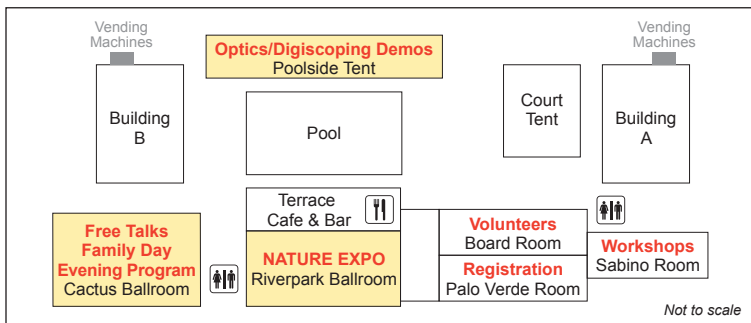 Vending
Machines
Optics/Digiscoping Demos
Poolside Tent
Vending
Machines
Building
B
Pool
Court
Tent
Building
A
Terrace
Cafe & Bar
Free Talks
Family Day
Evening Program
Cactus Ballroom
NATURE EXPO
Riverpark Ballroom
Volunteers
Board Room
Registration
Palo Verde Room
Workshops
Sabino Room
Not to scale